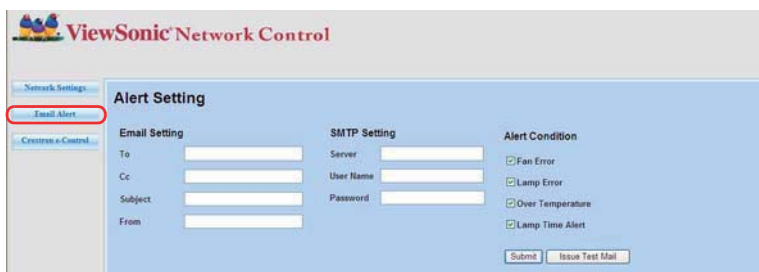 ViewSonic® Network Control
Network Settings
Email Alert
Crestron e-Control
Alert Setting
Email Setting
To
Cc
Subject
From
SMTP Setting
Server
User Name
Password
Alert Condition
Fan Error
Lamp Error
Over Temperature
Lamp Time Alert
Submit
Issue Test Mail